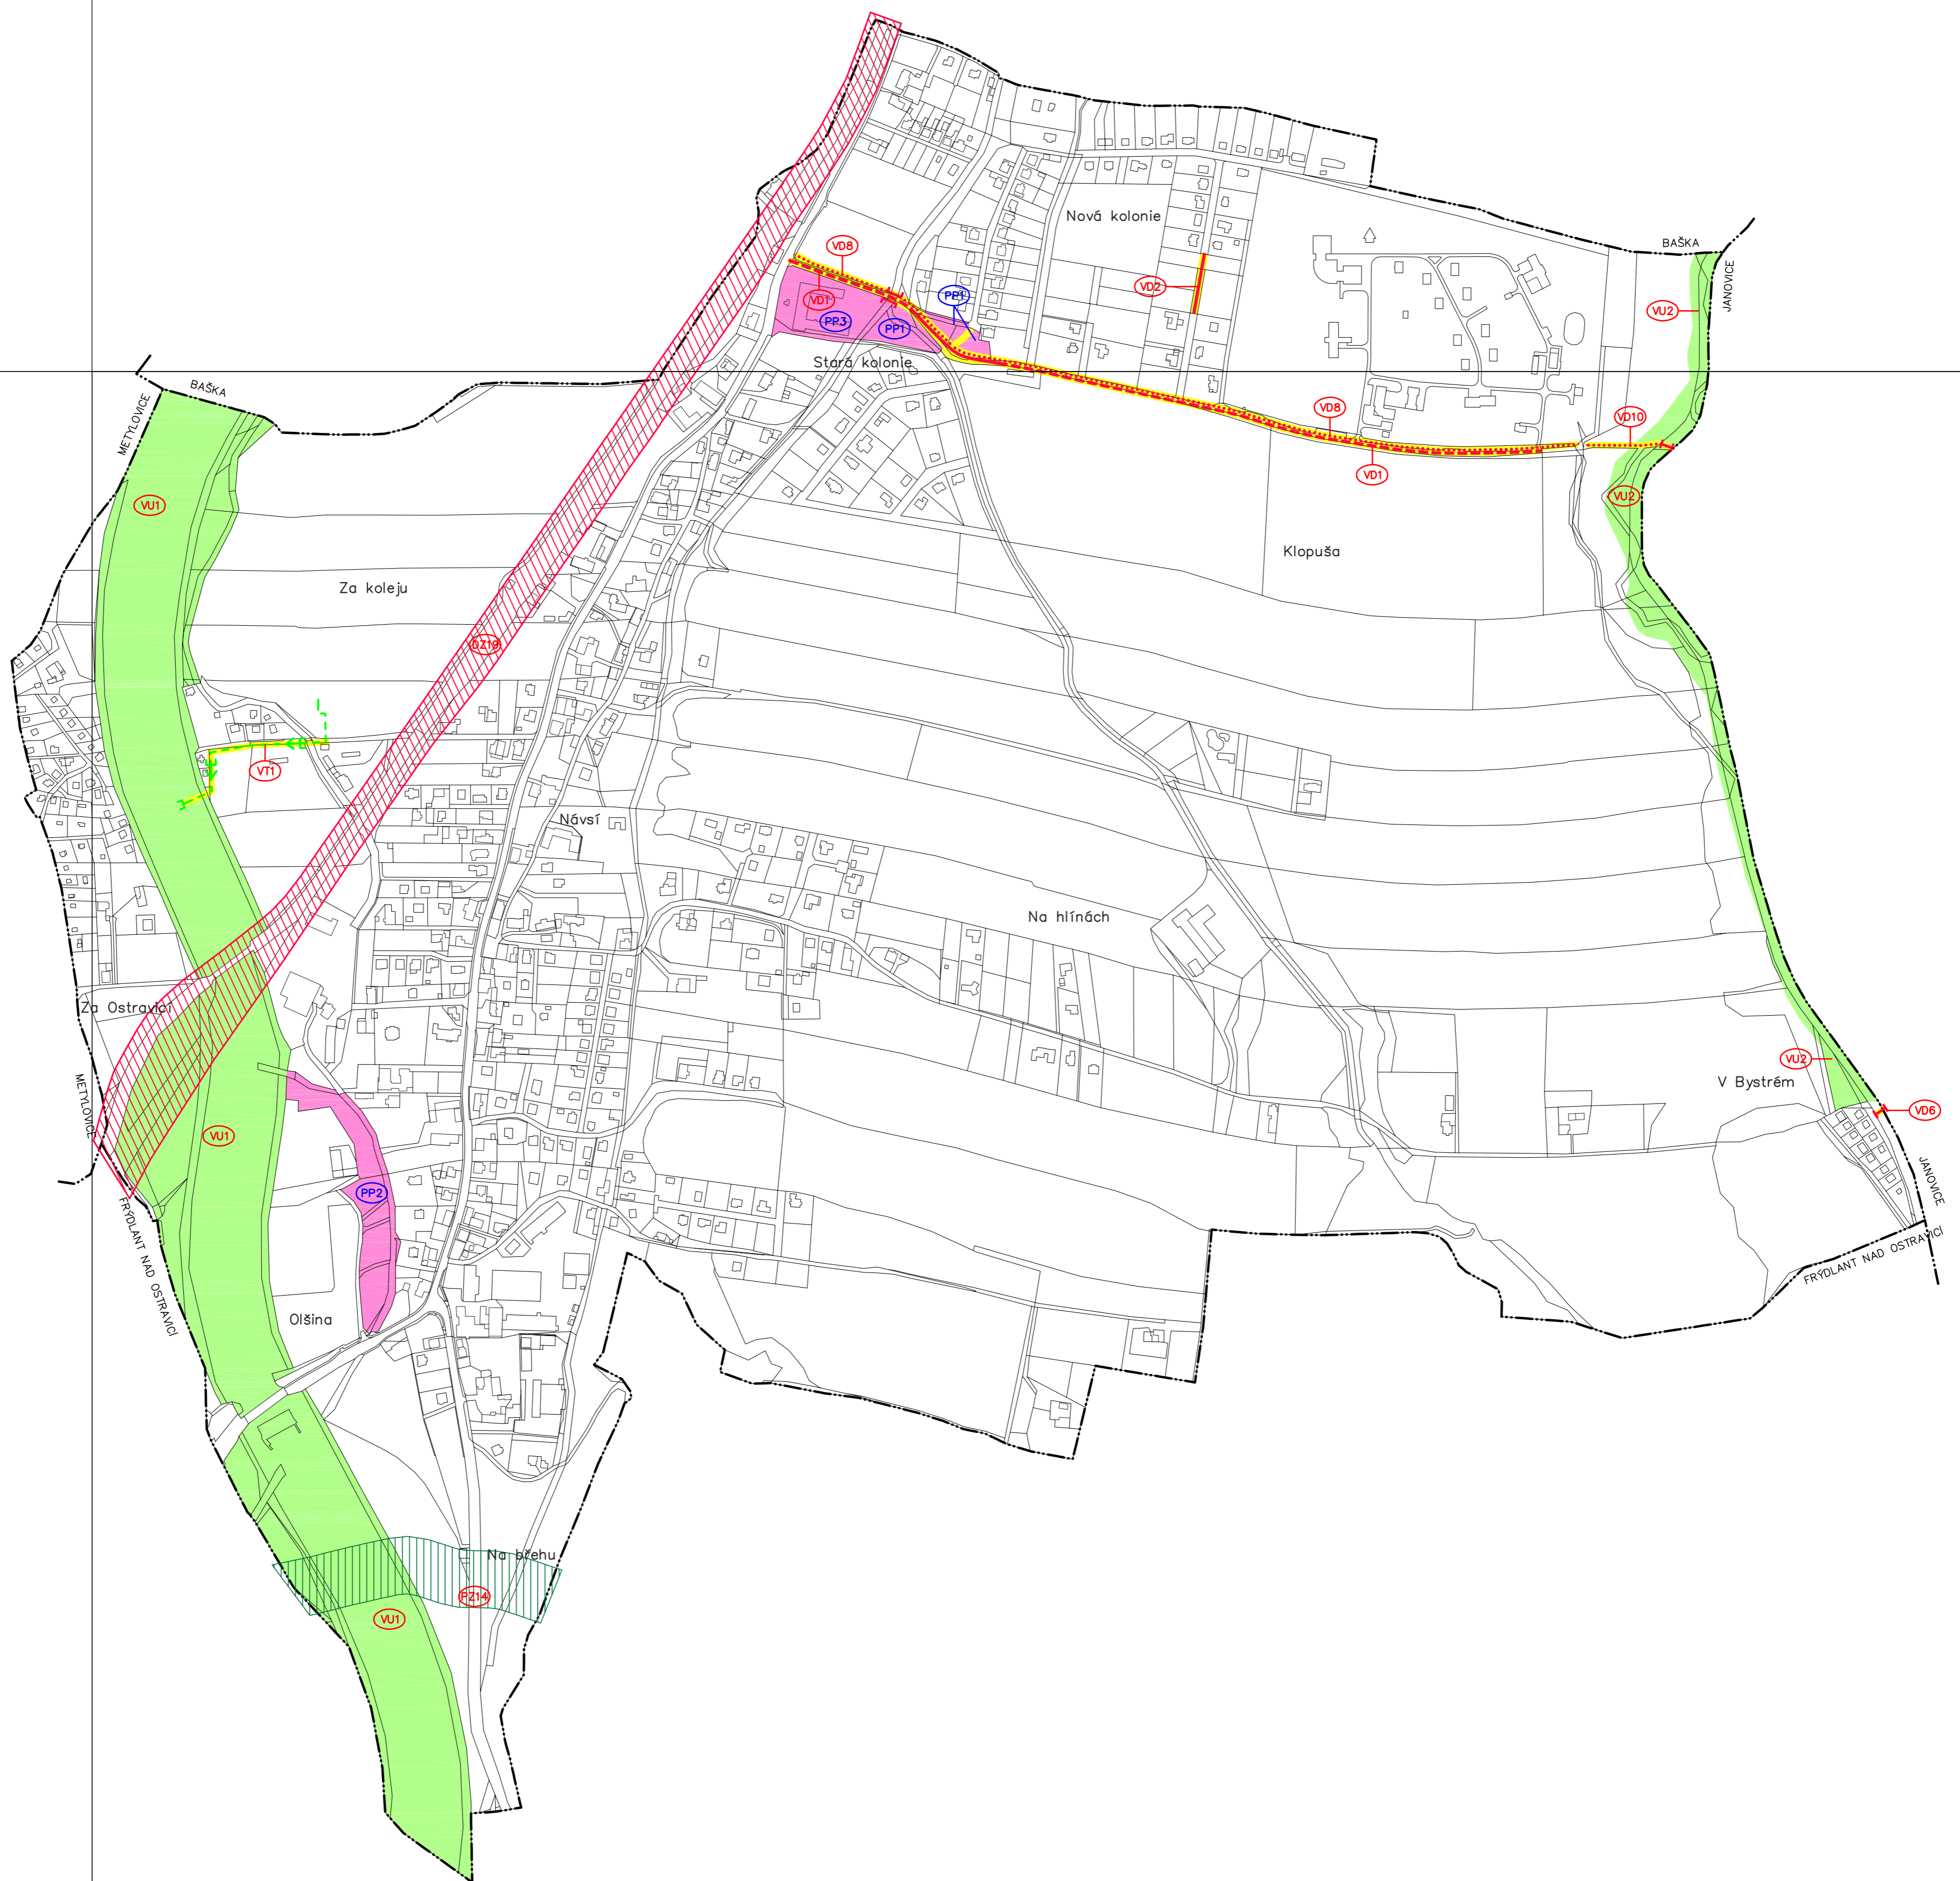 Nová kolonie
BAŠKA
JANOVICE
VD8
VD1
PP3
PP1
PP1
VD2
VU2
Stará kolonie
BAŠKA
METYLOVICE
VD8
VD10
VD1
VU1
VU2
Klopuša
Za koleju
DZ19
VT1
Návsí
Na hlínách
Za Ostravicí
VU2
V Bystrém
METYLOVICE
VU1
VD6
PP2
JANOVICE
FRÝDLANT NAD OSTRAVICÍ
FRÝDLANT NAD OSTRAVICÍ
Olšina
Na břehu
PZ14
VU1